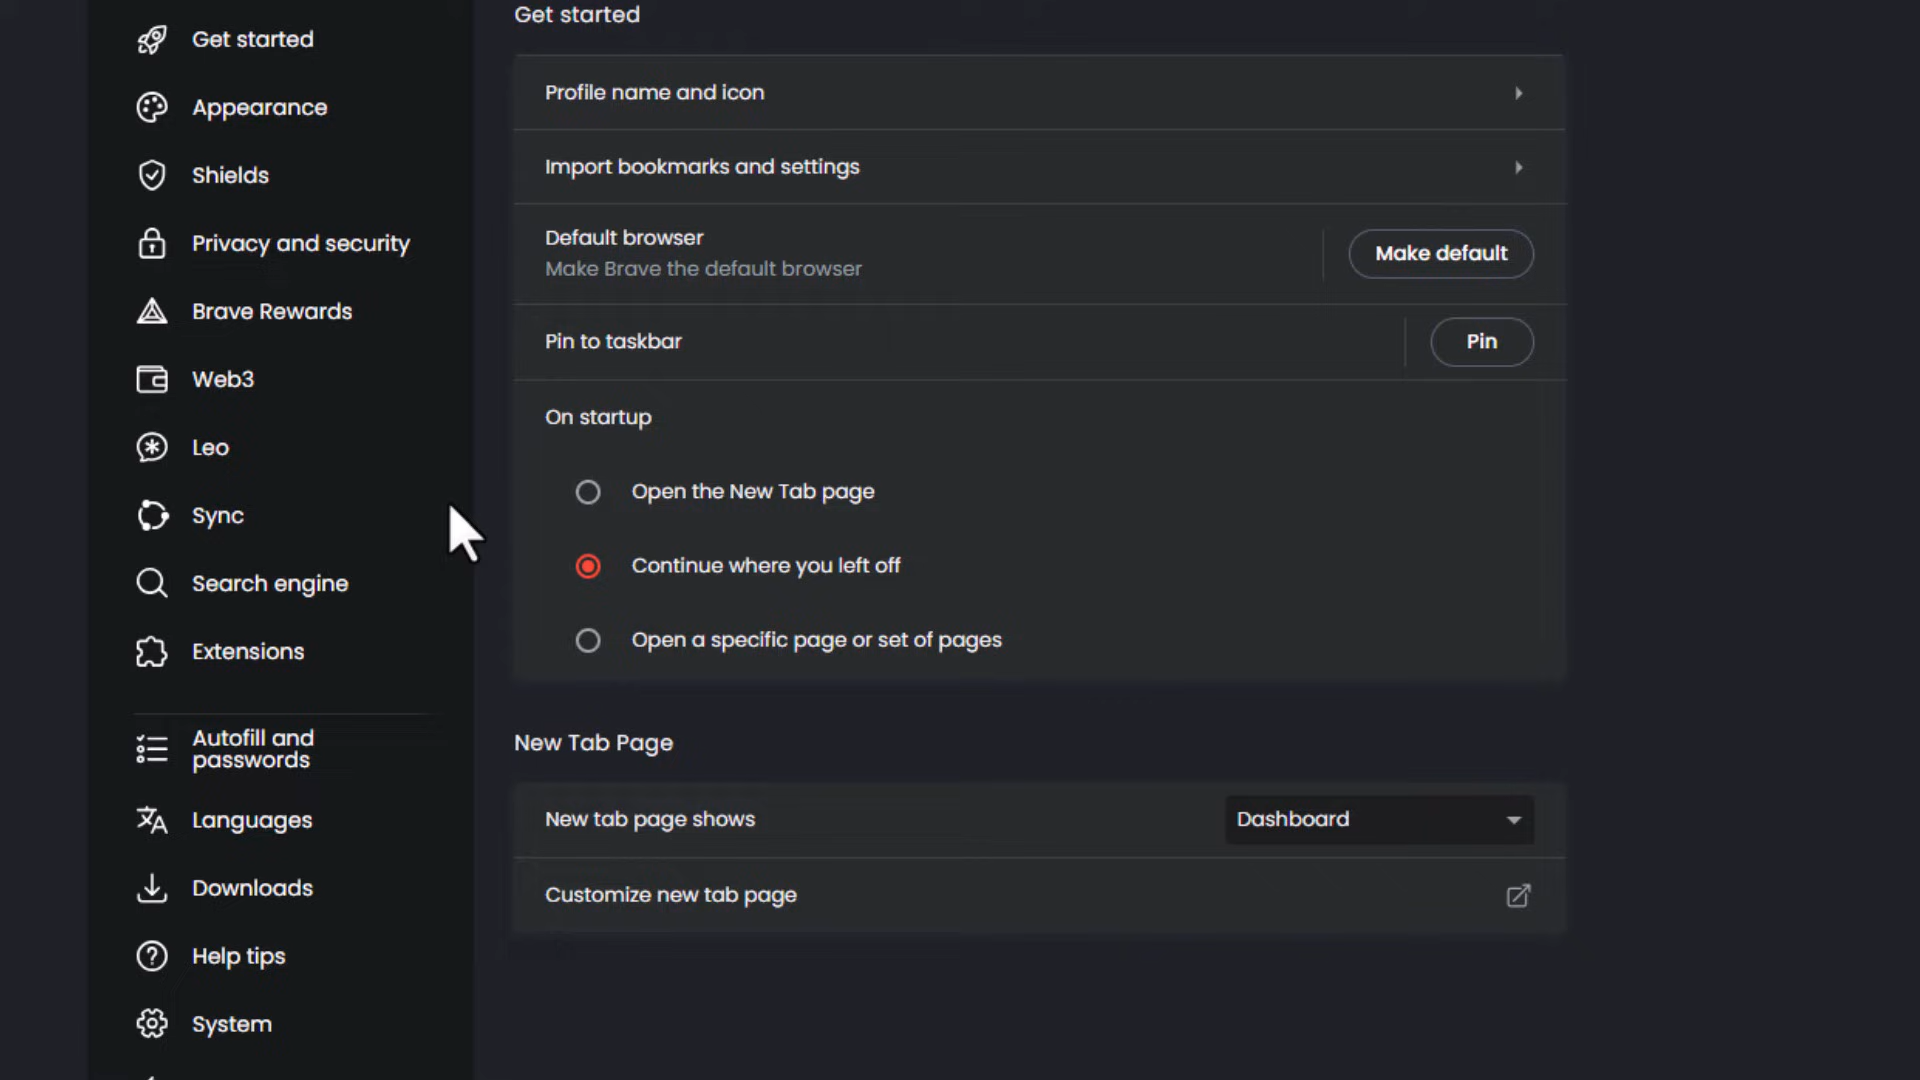 Get started
Appearance
Shields
Privacy and security
Brave Rewards
Web3
Leo
Sync
Search engine
Extensions
Autofill and
passwords
Languages
Downloads
Help tips
System
Get started
Profile name and icon
Import bookmarks and settings
Default browser
Make Brave the default browser
Make default
Pin to taskbar
Pin
On startup
Open the New Tab page
Continue where you left off
Open a specific page or set of pages
New Tab Page
New tab page shows
Dashboard
Customize new tab page